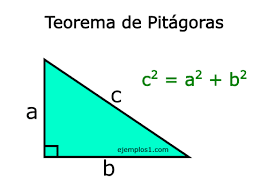 Teorema de Pitágoras
c² = a² + b²
c
a
ejemplos1.com
b